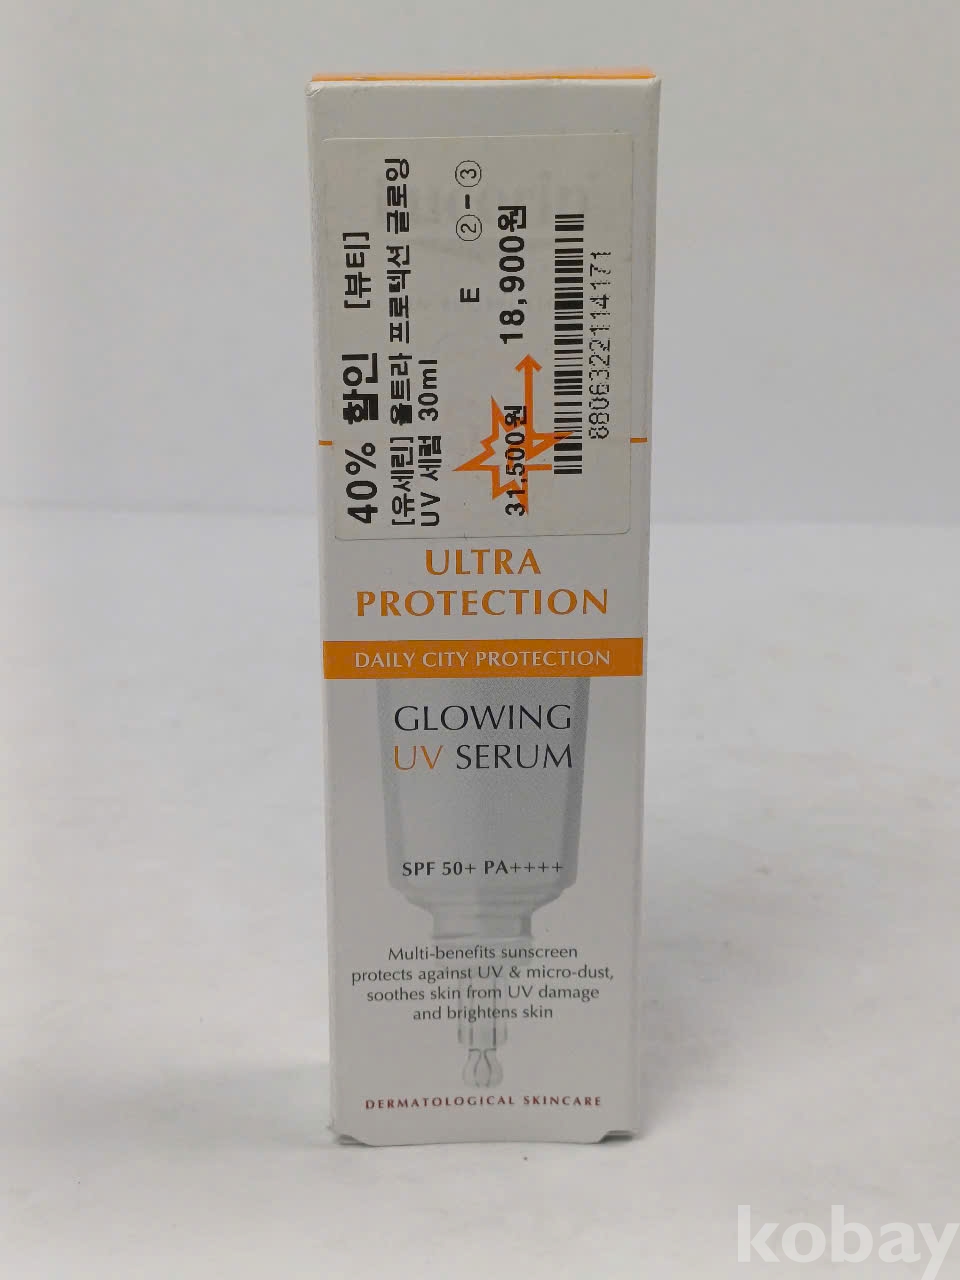 40% 할인 [뷰티]
[유세린] 울트라 프로텍션 글로잉
UV 세럼 30ml
E ②-③
31,500원 18,900원
8806322114171
ULTRA
PROTECTION
DAILY CITY PROTECTION
GLOWING
UV SERUM
SPF 50+ PA++++
Multi-benefits sunscreen
protects against UV & micro-dust,
soothes skin from UV damage
and brightens skin
DERMATOLOGICAL SKINCARE
kobay